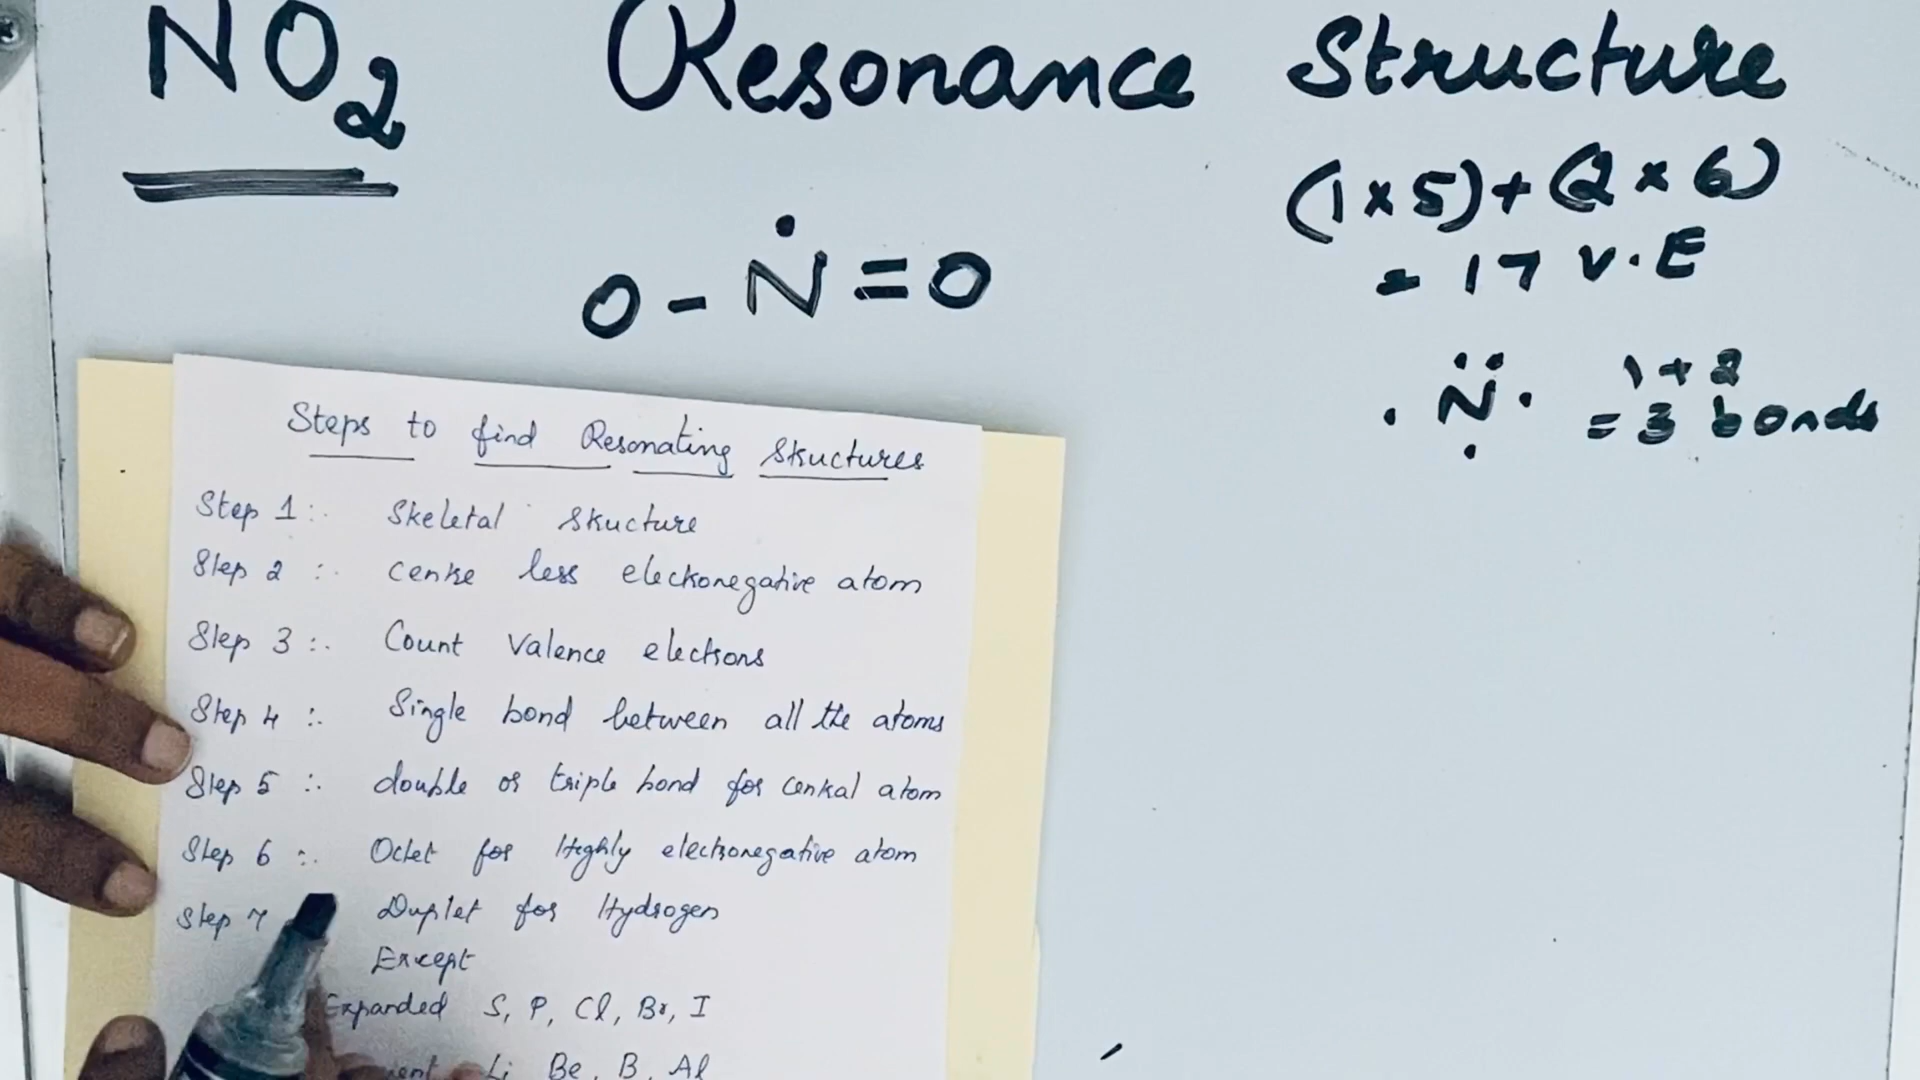 NO2 Resonance Structure
(1×5)+(2×6)
= 17 V.E
O-N=O
N = 1+2
= 3 bonds
Steps to find Resonating Structures
Step 1:. Skeletal structure
Step 2:. centre less electronegative atom
Step 3:. Count Valence electrons
Step 4:. Single bond between all the atoms
Step 5:. double or triple bond for central atom
Step 6:. Octet for Highly electronegative atom
Step 7 Duplet for Hydrogen
Except
Expanded S, P, Cl, Br, I
Li Be, B, Al